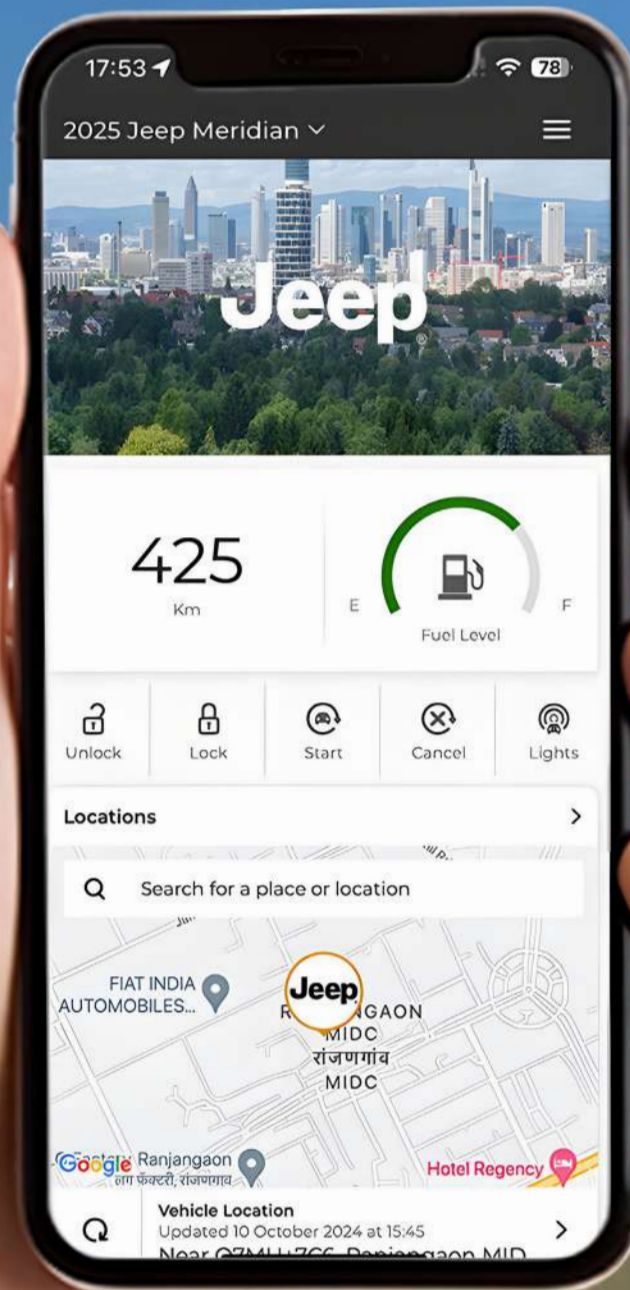 17:53
78
2025 Jeep Meridian
Jeep
425
Km
E
F
Fuel Level
Unlock
Lock
Start
Cancel
Lights
Locations
Search for a place or location
FIAT INDIA
AUTOMOBILES...
Jeep
MIDC
रांजणगांव
MIDC
Google
Ranjangaon
Hotel Regency
Vehicle Location
Updated 10 October 2024 at 15:45
Near